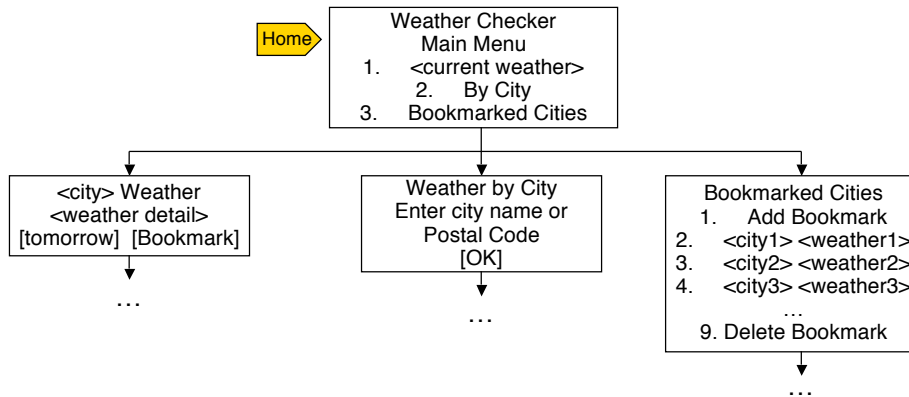 Home
Weather Checker
Main Menu
1. <current weather>
2. By City
3. Bookmarked Cities
<city> Weather
<weather detail>
[tomorrow] [Bookmark]
…
Weather by City
Enter city name or
Postal Code
[OK]
…
Bookmarked Cities
1. Add Bookmark
2. <city1> <weather1>
3. <city2> <weather2>
4. <city3> <weather3>
…
9. Delete Bookmark
…